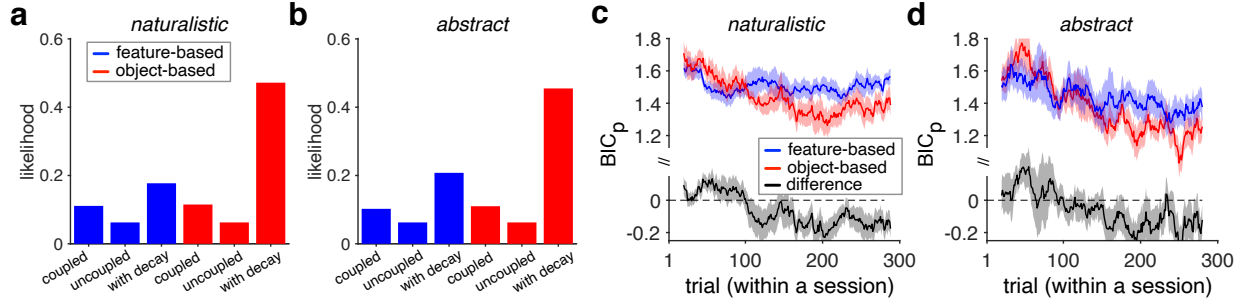 a
naturalistic
0.6
0.4
0.2
0
likelihood
feature-based
object-based
coupled
uncoupled
with decay
coupled
uncoupled
with decay
b
abstract
0.6
0.4
0.2
0
likelihood
coupled
uncoupled
with decay
coupled
uncoupled
with decay
c
naturalistic
1.8
1.6
1.4
1.2
//
0
-0.2
BICp
feature-based
object-based
difference
1
100
200
300
trial (within a session)
d
abstract
1.8
1.6
1.4
1.2
//
0
-0.2
BICp
1
100
200
300
trial (within a session)